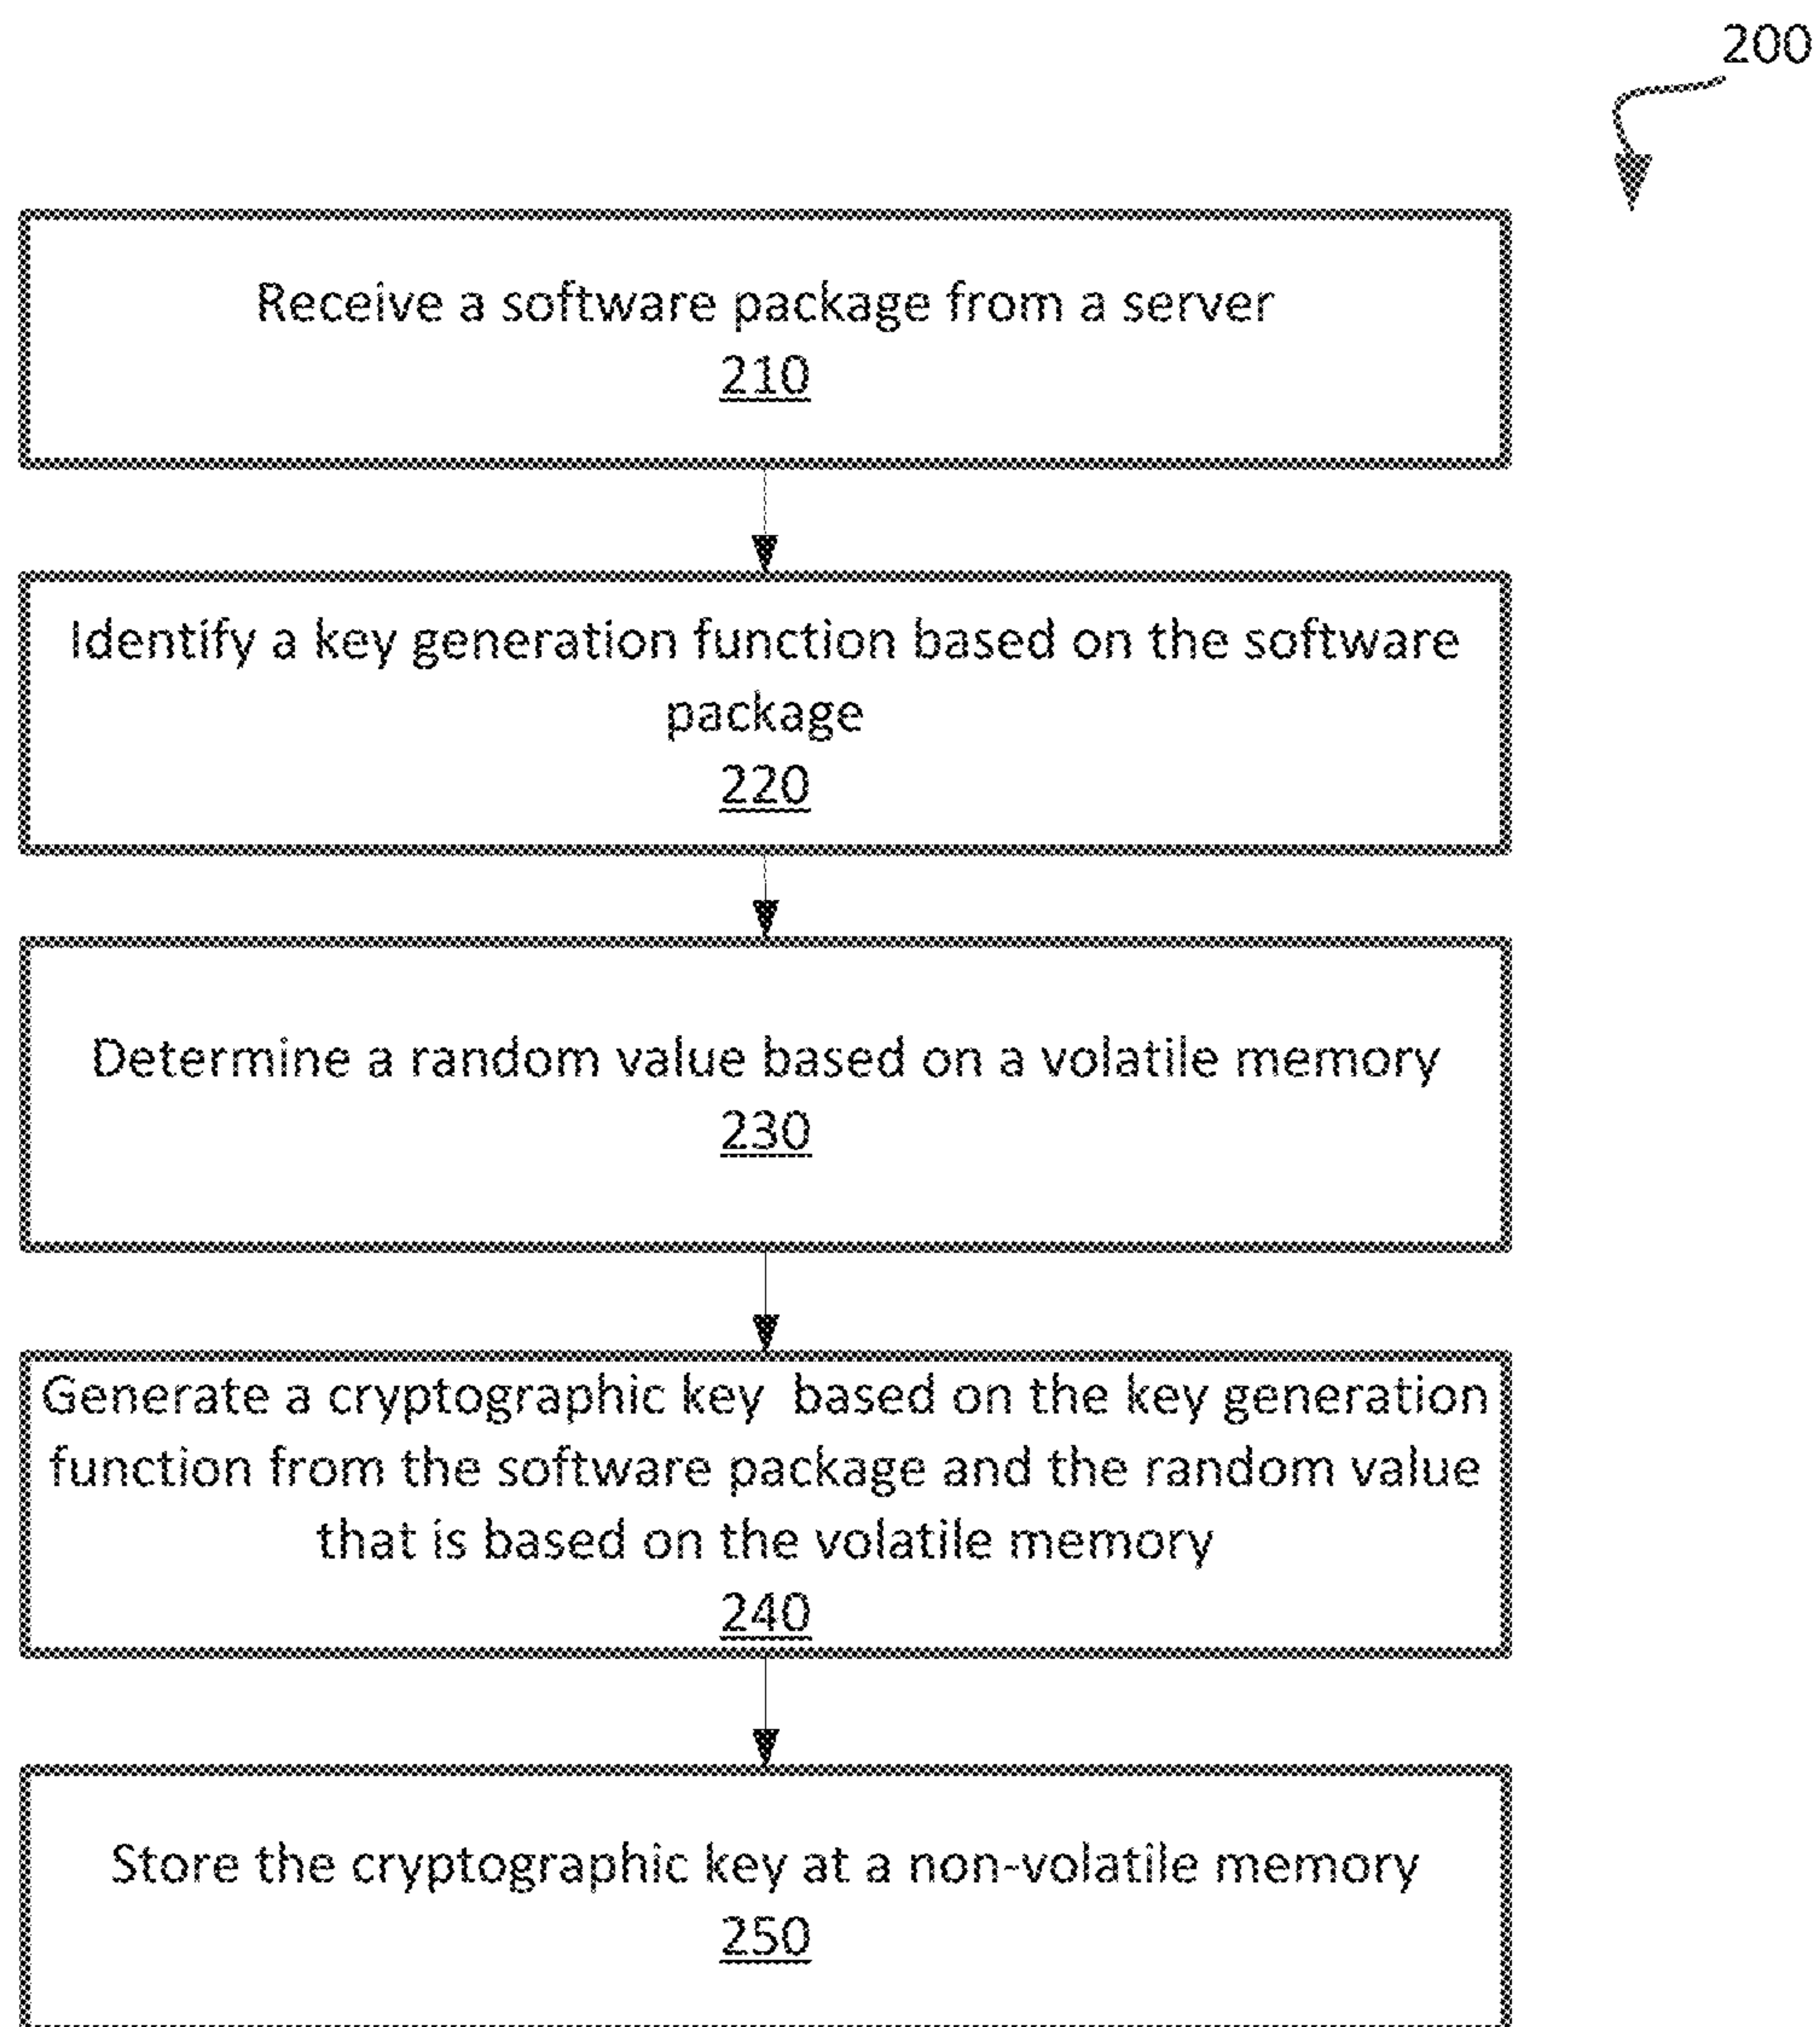 200
Receive a software package from a server
210
Identify a key generation function based on the software
package
220
Determine a random value based on a volatile memory
230
Generate a cryptographic key  based on the key generation
function from the software package and the random value
that is based on the volatile memory
240
Store the cryptographic key at a non-volatile memory
250